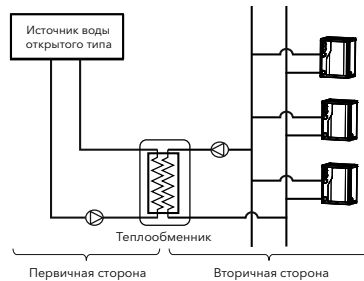 Источник воды
открытого типа
Теплообменник
Первичная сторона
Вторичная сторона